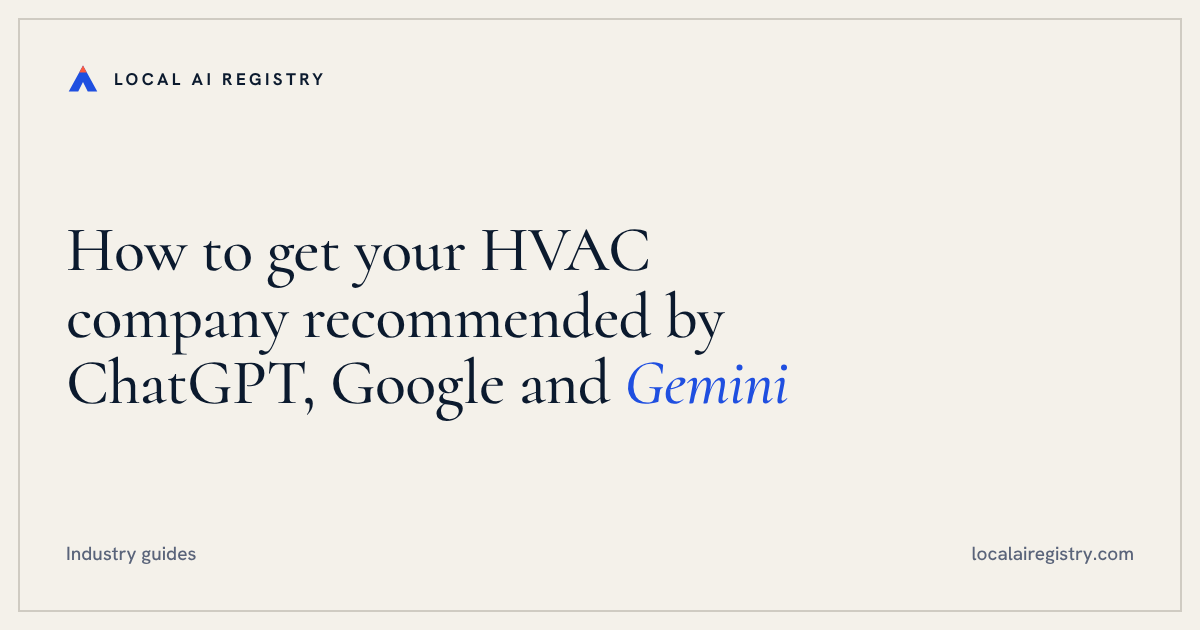 LOCAL AI REGISTRY
How to get your HVAC
company recommended by
ChatGPT, Google and Gemini
Industry guides
localairegistry.com